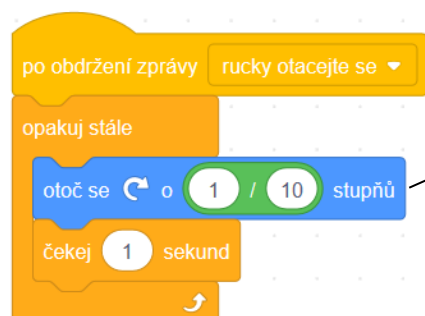 po obdržení zprávy rucky otacejte se
opakuj stále
otoč se o 1 / 10 stupňů
čekej 1 sekund